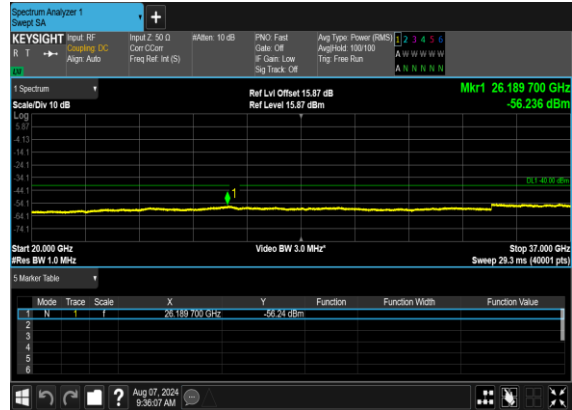 Spectrum Analyzer 1
Swept SA
KEYSIGHT Input: RF Input Z: 50 Ω #Atten: 10 dB PNO: Fast Avg Type: Power (RMS) 1 2 3 4 5 6
R T Coupling: DC Corr CCorr Gate: Off Avg|Hold: 100/100 A W W W W W
Align: Auto Freq Ref: Int (S) IF Gain: Low Trig: Free Run
Sig Track: Off A N N N N N
1 Spectrum Ref Lvl Offset 15.87 dB Mkr1 26.189 700 GHz
Scale/Div 10 dB Ref Level 15.87 dBm -56.236 dBm
Log
5.87
-4.13
-14.1
-24.1
-34.1
DL1 -40.00 dBm
-44.1
1
-54.1
-64.1
-74.1
Start 20.000 GHz Video BW 3.0 MHz* Stop 37.000 GHz
#Res BW 1.0 MHz Sweep 29.3 ms (40001 pts)
5 Marker Table
Mode Trace Scale X Y Function Function Width Function Value
1 N 1 f 26.189 700 GHz -56.24 dBm
2
3
4
5
6
? Aug 07, 2024
9:36:07 AM